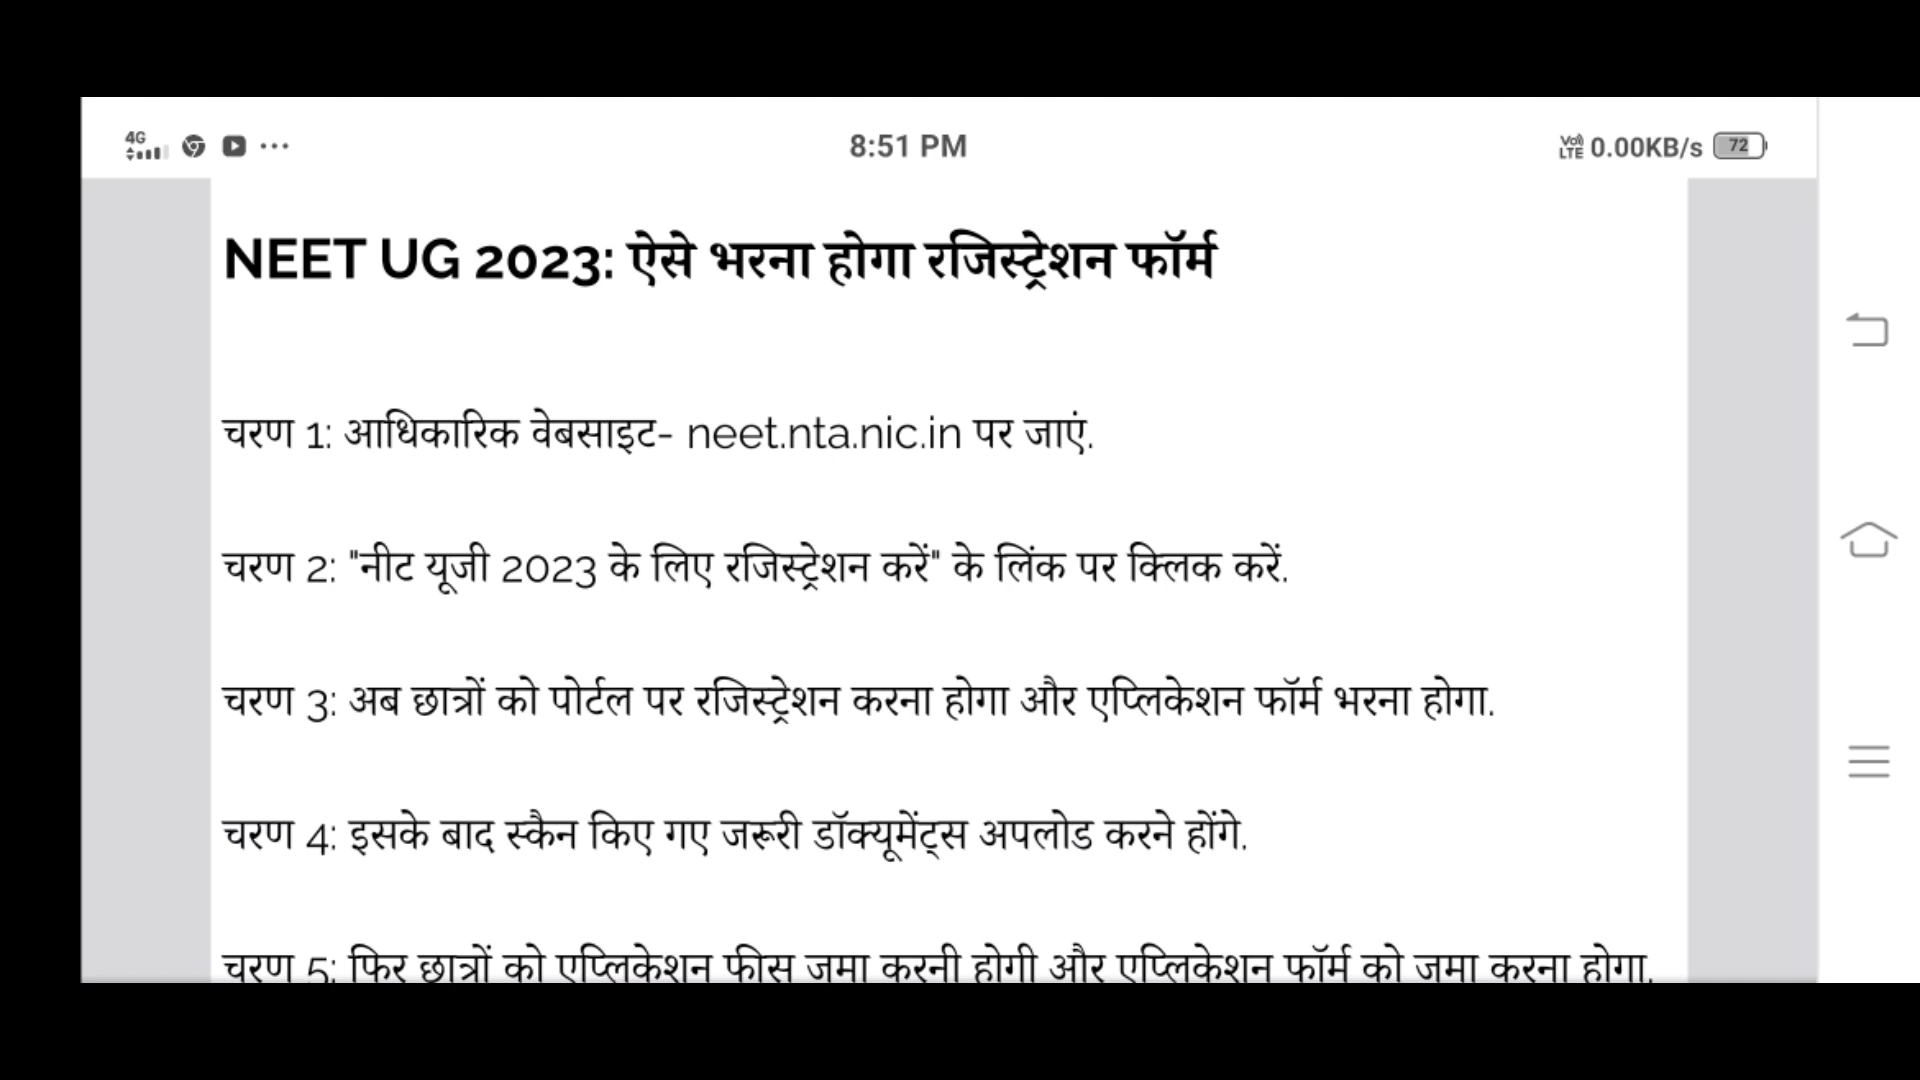 4G
8:51 PM
Vo) LTE 0.00KB/s 72
NEET UG 2023: ऐसे भरना होगा रजिस्ट्रेशन फॉर्म
चरण 1: आधिकारिक वेबसाइट- neet.nta.nic.in पर जाएं.
चरण 2: "नीट यूजी 2023 के लिए रजिस्ट्रेशन करें" के लिंक पर क्लिक करें.
चरण 3: अब छात्रों को पोर्टल पर रजिस्ट्रेशन करना होगा और एप्लिकेशन फॉर्म भरना होगा.
चरण 4: इसके बाद स्कैन किए गए जरूरी डॉक्यूमेंट्स अपलोड करने होंगे.
चरण 5: फिर छात्रों को एप्लिकेशन फीस जमा करनी होगी और एप्लिकेशन फॉर्म को जमा करना होगा.